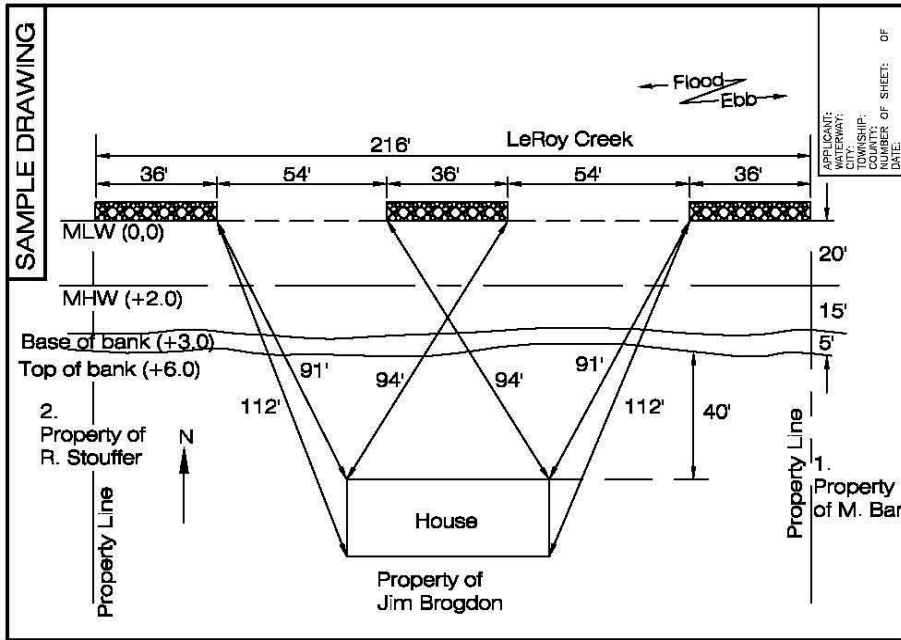 SAMPLE DRAWING
Flood
Ebb
APPLICANT:
WATERWAY:
CITY:
TOWNSHIP:
COUNTY:
NUMBER OF SHEET: OF
DATE:
216'
LeRoy Creek
36' 54' 36' 54' 36'
MLW (0,0)
20'
MHW (+2.0)
15'
Base of bank (+3.0)
5'
Top of bank (+6.0)
91' 94' 94' 91'
112' 112' 40'
2.
Property of
R. Stouffer
N
1.
Property
of M. Bar
Property Line
Property Line
House
Property of
Jim Brogdon